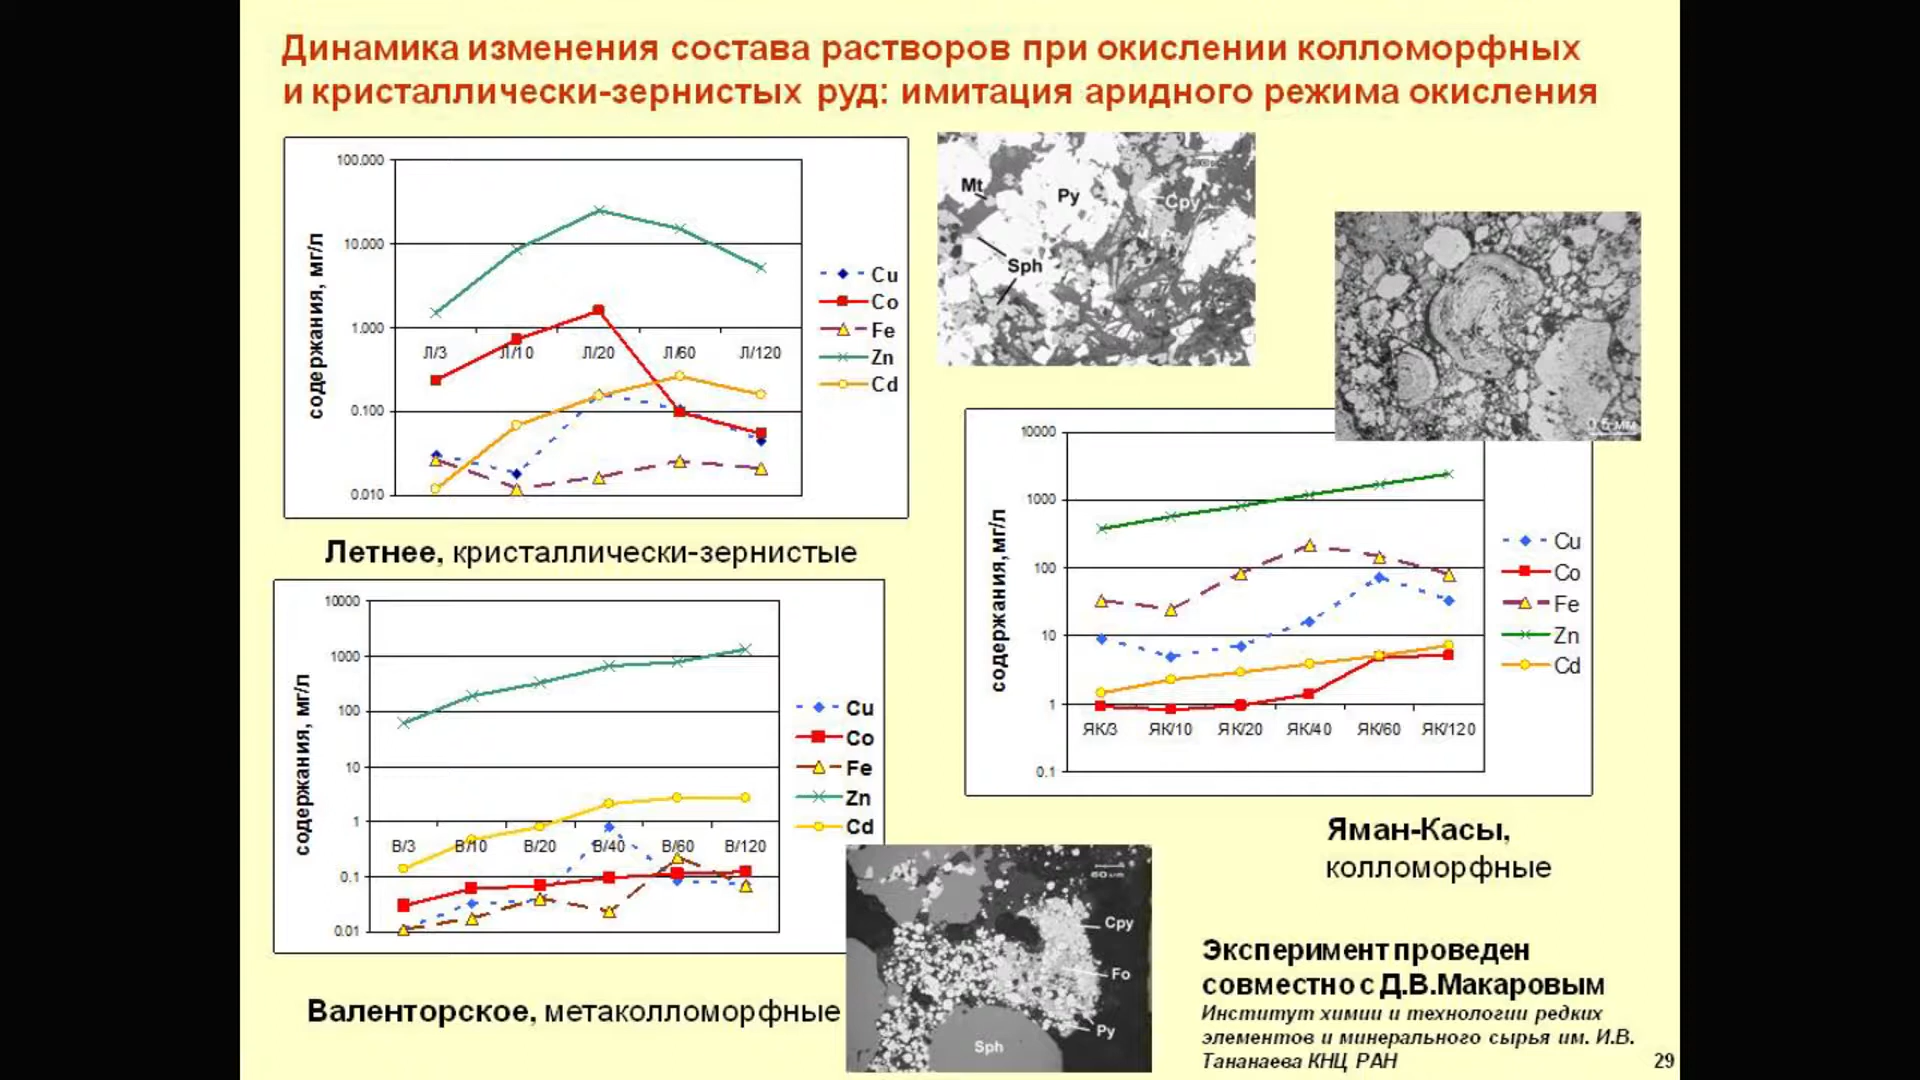 Динамика изменения состава растворов при окислении колломорфных
и кристаллически-зернистых руд: имитация аридного режима окисления
содержания, мг/л
100.000
10.000
1.000
0.100
0.010
Л/3 Л/10 Л/20 Л/60 Л/120
Cu
Co
Fe
Zn
Cd
Летнее, кристаллически-зернистые
Mt
Py
Cpy
Sph
0.5 мм
содержания, мг/л
10000
1000
100
10
1
0.1
0.01
В/3 В/10 В/20 В/40 В/60 В/120
Cu
Co
Fe
Zn
Cd
Валенторское, метаколломорфные
60 um
Cpy
Fo
Py
Sph
содержания,мг/л
10000
1000
100
10
1
0.1
ЯК/3 ЯК/10 ЯК/20 ЯК/40 ЯК/60 ЯК/120
Cu
Co
Fe
Zn
Cd
Яман-Касы,
колломорфные
Эксперимент проведен
совместно с Д.В.Макаровым
Институт химии и технологии редких
элементов и минерального сырья им. И.В.
Тананаева КНЦ РАН
29